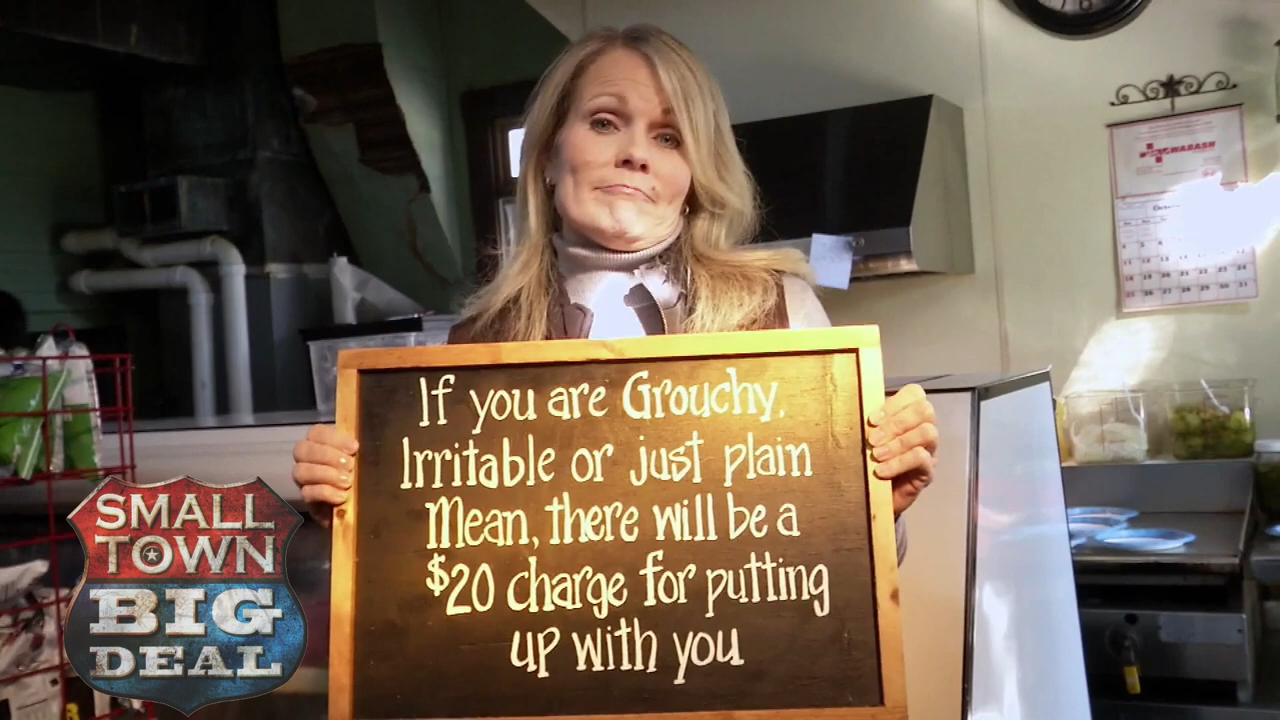 If you are Grouchy,
Irritable or just plain
Mean, there will be a
$20 charge for putting
up with you
SMALL
TOWN
BIG
DEAL
WABASH